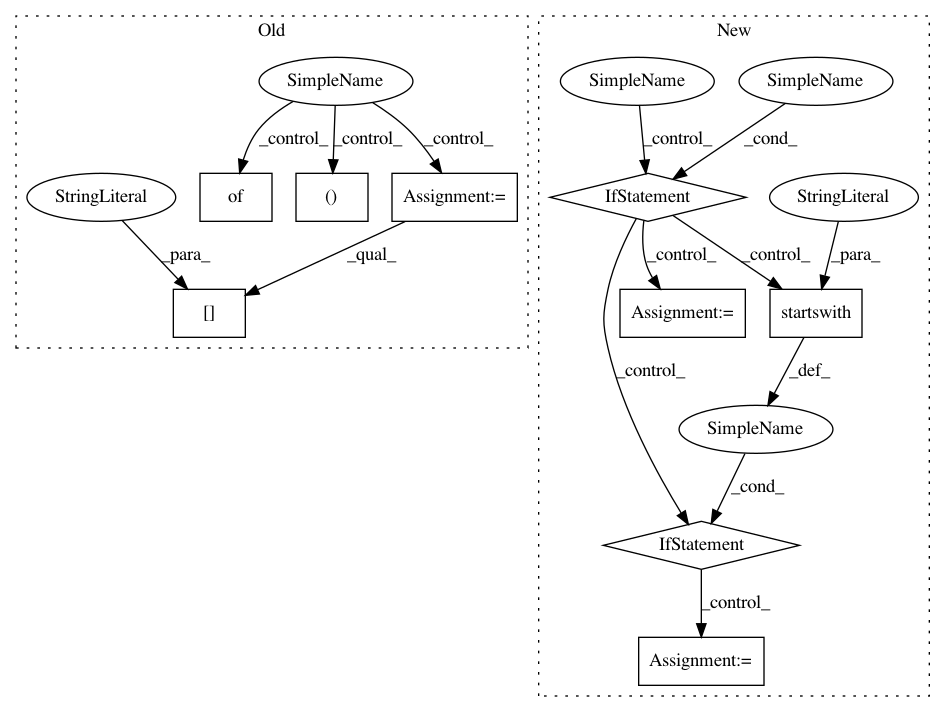 Old
New
SimpleName
SimpleName
SimpleName
_control_
_control_
_control_
_control_
_cond_
StringLiteral
of
()
Assignment:=
IfStatement
StringLiteral
_para_
_qual_
_control_
_control_
_para_
[]
Assignment:=
startswith
_control_
_def_
SimpleName
_cond_
IfStatement
_control_
Assignment:=